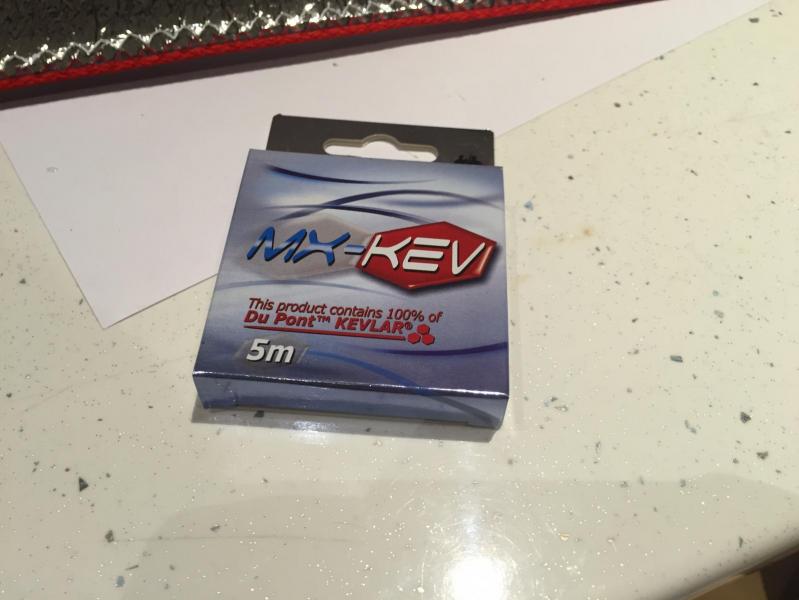 MX-KEV
This product contains 100% of
Du Pont™ KEVLAR®
5m